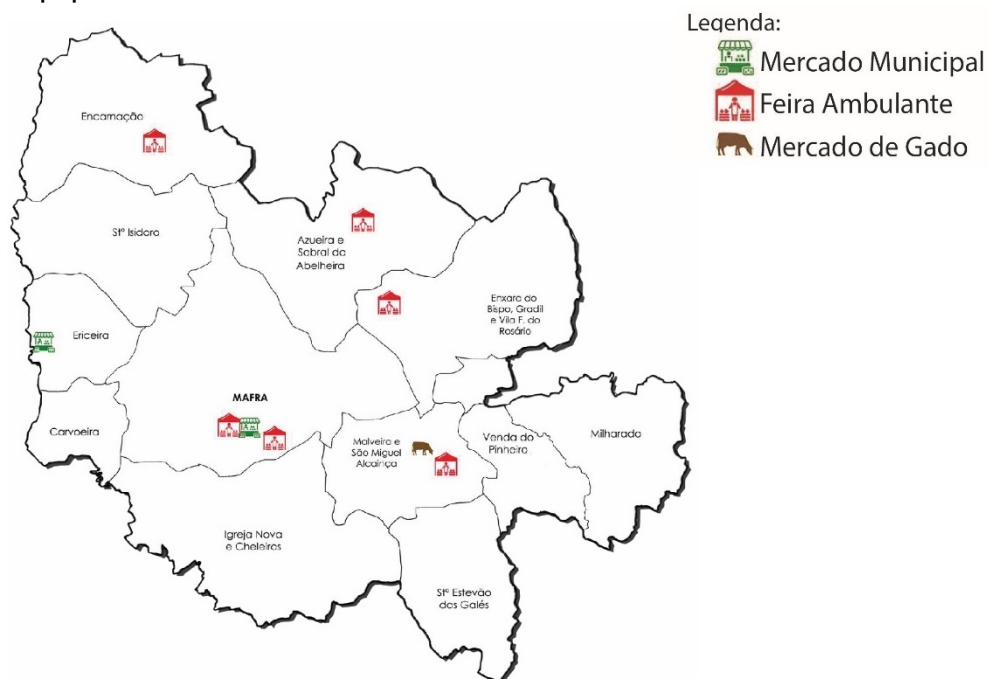 Legenda:
Mercado Municipal
Feira Ambulante
Mercado de Gado
Encarnação
Stº Isidoro
Azueira e
Sobral da
Abelheira
Enxara do
Bispo, Gradil
e Vila F. do
Rosário
Ericeira
MAFRA
Carvoeira
Malveira e
São Miguel
Alcainça
Venda do
Pinheiro
Milharado
Igreja Nova
e Cheleiros
Stº Estevão
das Galés